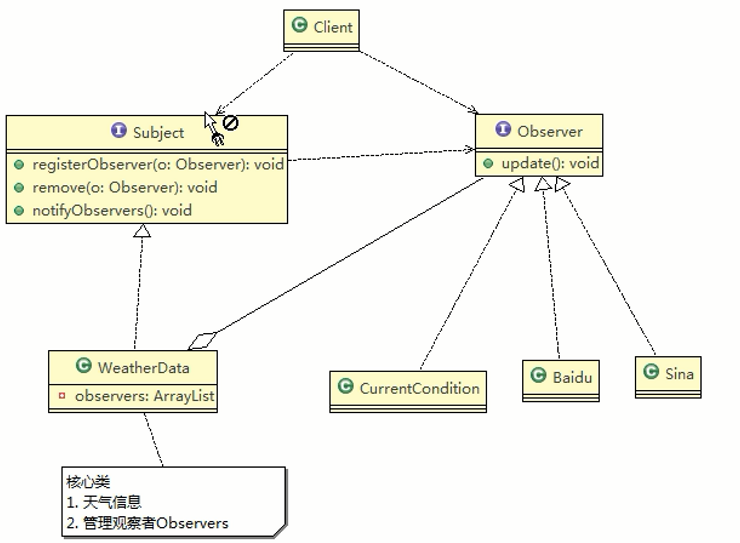 Client
Subject
registerObserver(o: Observer): void
remove(o: Observer): void
notifyObservers(): void
Observer
update(): void
WeatherData
observers: ArrayList
CurrentCondition
Baidu
Sina
核心类
1. 天气信息
2. 管理观察者Observers